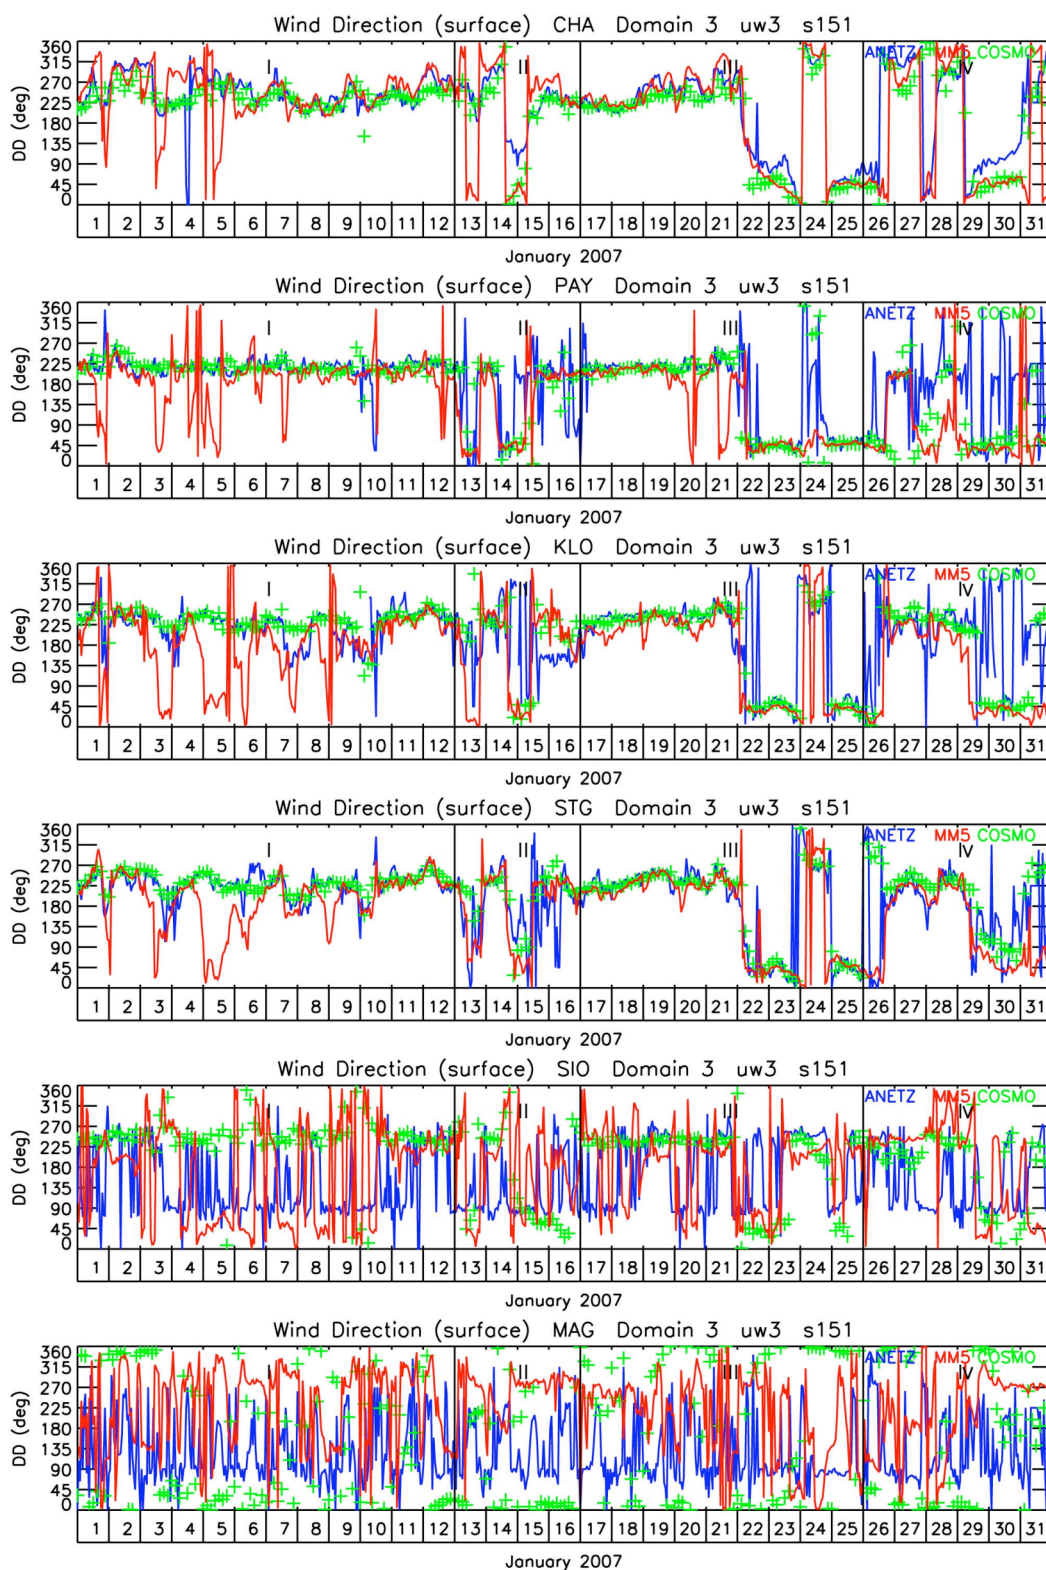 Wind Direction (surface) CHA Domain 3 uw3 s151
ANETZ MM5 COSMO
I II III IV
DD (deg)
360
315
270
225
180
135
90
45
0
1 2 3 4 5 6 7 8 9 10 11 12 13 14 15 16 17 18 19 20 21 22 23 24 25 26 27 28 29 30 31
January 2007
Wind Direction (surface) PAY Domain 3 uw3 s151
ANETZ MM5 COSMO
I II III IV
DD (deg)
360
315
270
225
180
135
90
45
0
1 2 3 4 5 6 7 8 9 10 11 12 13 14 15 16 17 18 19 20 21 22 23 24 25 26 27 28 29 30 31
January 2007
Wind Direction (surface) KLO Domain 3 uw3 s151
ANETZ MM5 COSMO
I II III IV
DD (deg)
360
315
270
225
180
135
90
45
0
1 2 3 4 5 6 7 8 9 10 11 12 13 14 15 16 17 18 19 20 21 22 23 24 25 26 27 28 29 30 31
January 2007
Wind Direction (surface) STG Domain 3 uw3 s151
ANETZ MM5 COSMO
I II III IV
DD (deg)
360
315
270
225
180
135
90
45
0
1 2 3 4 5 6 7 8 9 10 11 12 13 14 15 16 17 18 19 20 21 22 23 24 25 26 27 28 29 30 31
January 2007
Wind Direction (surface) SIO Domain 3 uw3 s151
ANETZ MM5 COSMO
I II III IV
DD (deg)
360
315
270
225
180
135
90
45
0
1 2 3 4 5 6 7 8 9 10 11 12 13 14 15 16 17 18 19 20 21 22 23 24 25 26 27 28 29 30 31
January 2007
Wind Direction (surface) MAG Domain 3 uw3 s151
ANETZ MM5 COSMO
I II III IV
DD (deg)
360
315
270
225
180
135
90
45
0
1 2 3 4 5 6 7 8 9 10 11 12 13 14 15 16 17 18 19 20 21 22 23 24 25 26 27 28 29 30 31
January 2007